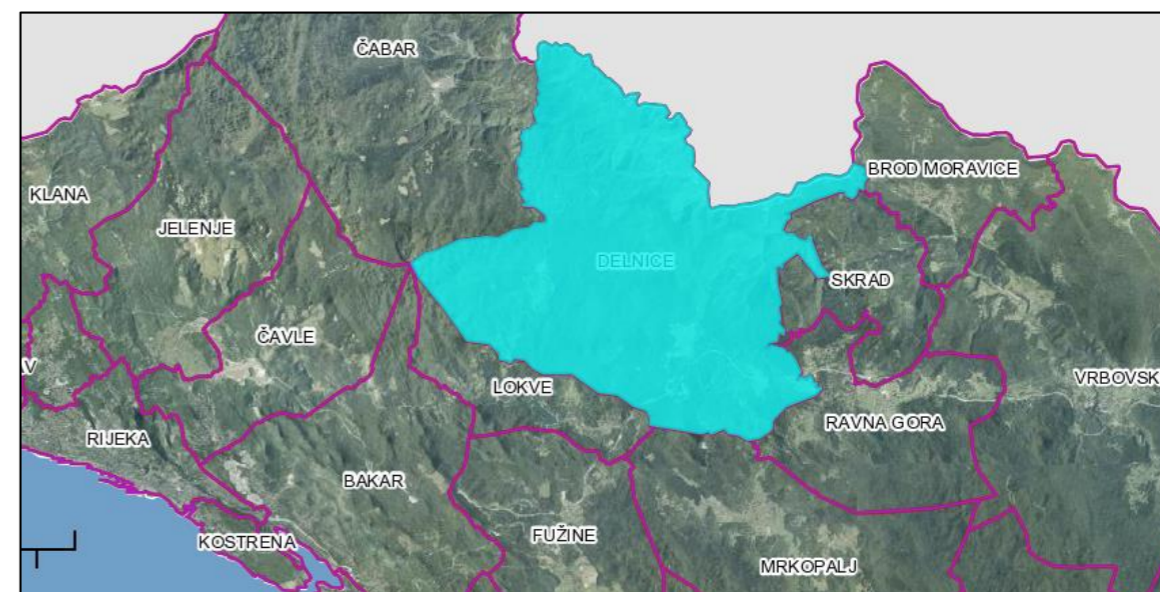 ČABAR
BROD MORAVICE
KLANA
JELENJE
DELNICE
SKRAD
ČAVLE
V
LOKVE
VRBOVSK
RAVNA GORA
RIJEKA
BAKAR
FUŽINE
KOSTRENA
MRKOPALJ